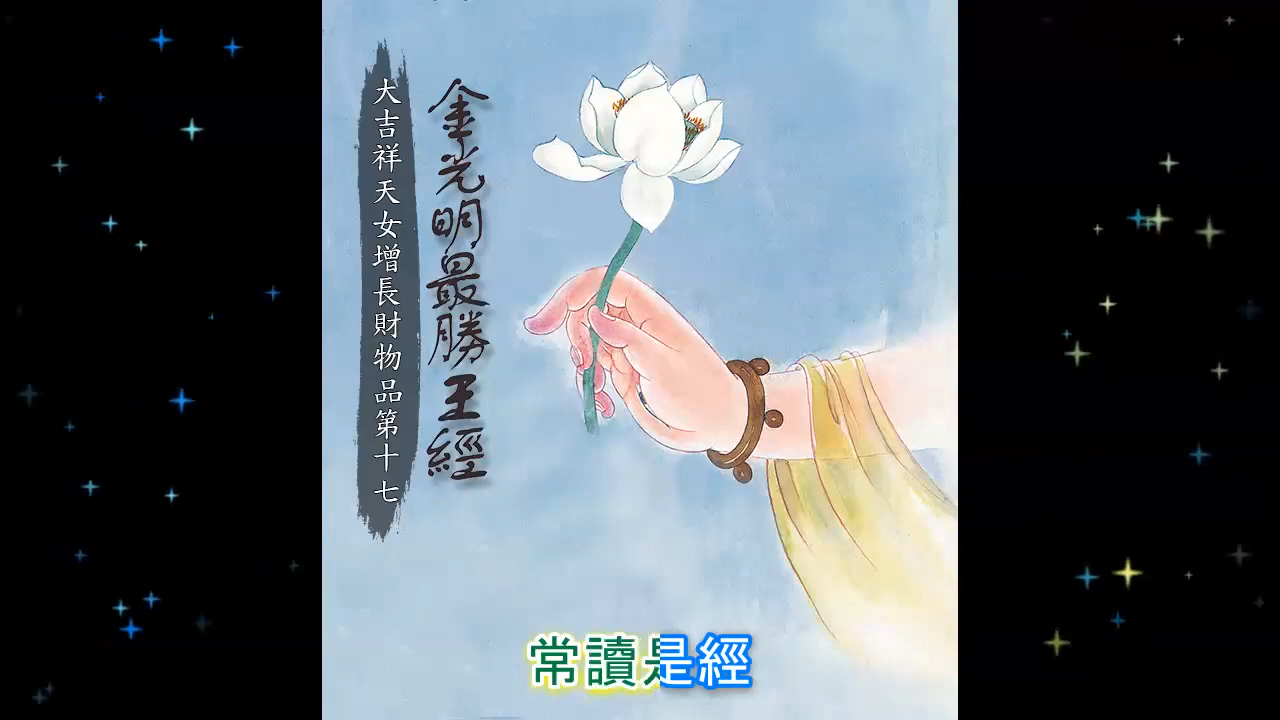 金光明最勝王經
大吉祥天女增長財物品第十七
常讀是經